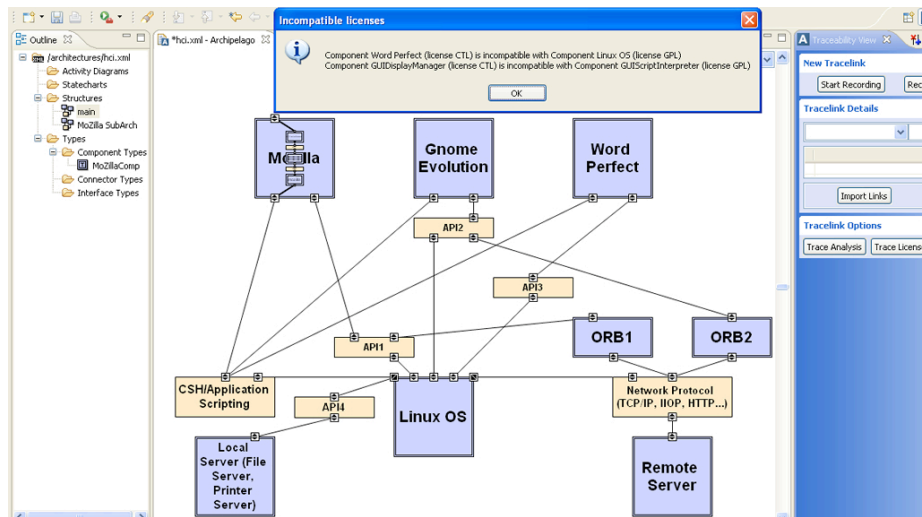 Incompatible licenses
Component Word Perfect (license CTL) is incompatible with Component Linux OS (license GPL)
Component GUIDisplayManager (license CTL) is incompatible with Component GUIScriptInterpreter (license GPL)
OK
Outline
/architectures/hci.xml
Activity Diagrams
Statecharts
Structures
main
MoZilla SubArch
Types
Component Types
MoZillaComp
Connector Types
Interface Types
*hci.xml - Archipelago
Gnome
Evolution
Word
Perfect
API2
API3
ORB1
ORB2
API1
CSH/Application
Scripting
API4
Linux OS
Network Protocol
(TCP/IP, IIOP, HTTP...)
Local
Server (File
Server,
Printer
Server)
Remote
Server
Traceability View
New Tracelink
Start Recording
Rec
Tracelink Details
Import Links
Tracelink Options
Trace Analysis
Trace License